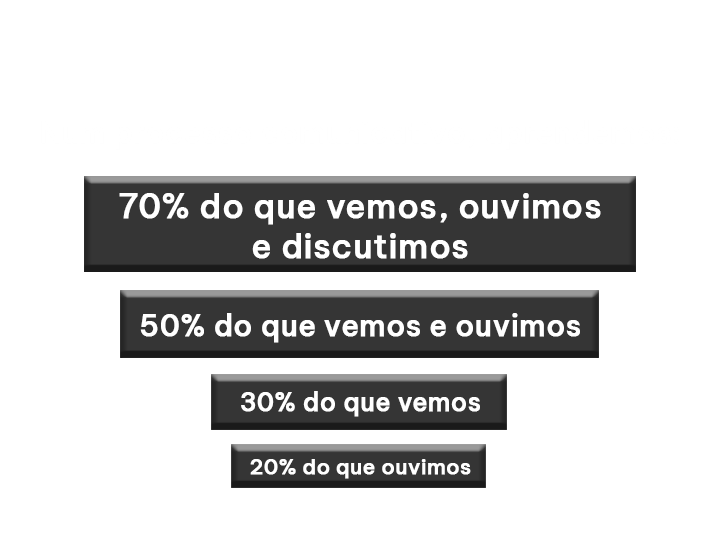 70% do que vemos, ouvimos
e discutimos
50% do que vemos e ouvimos
30% do que vemos
20% do que ouvimos